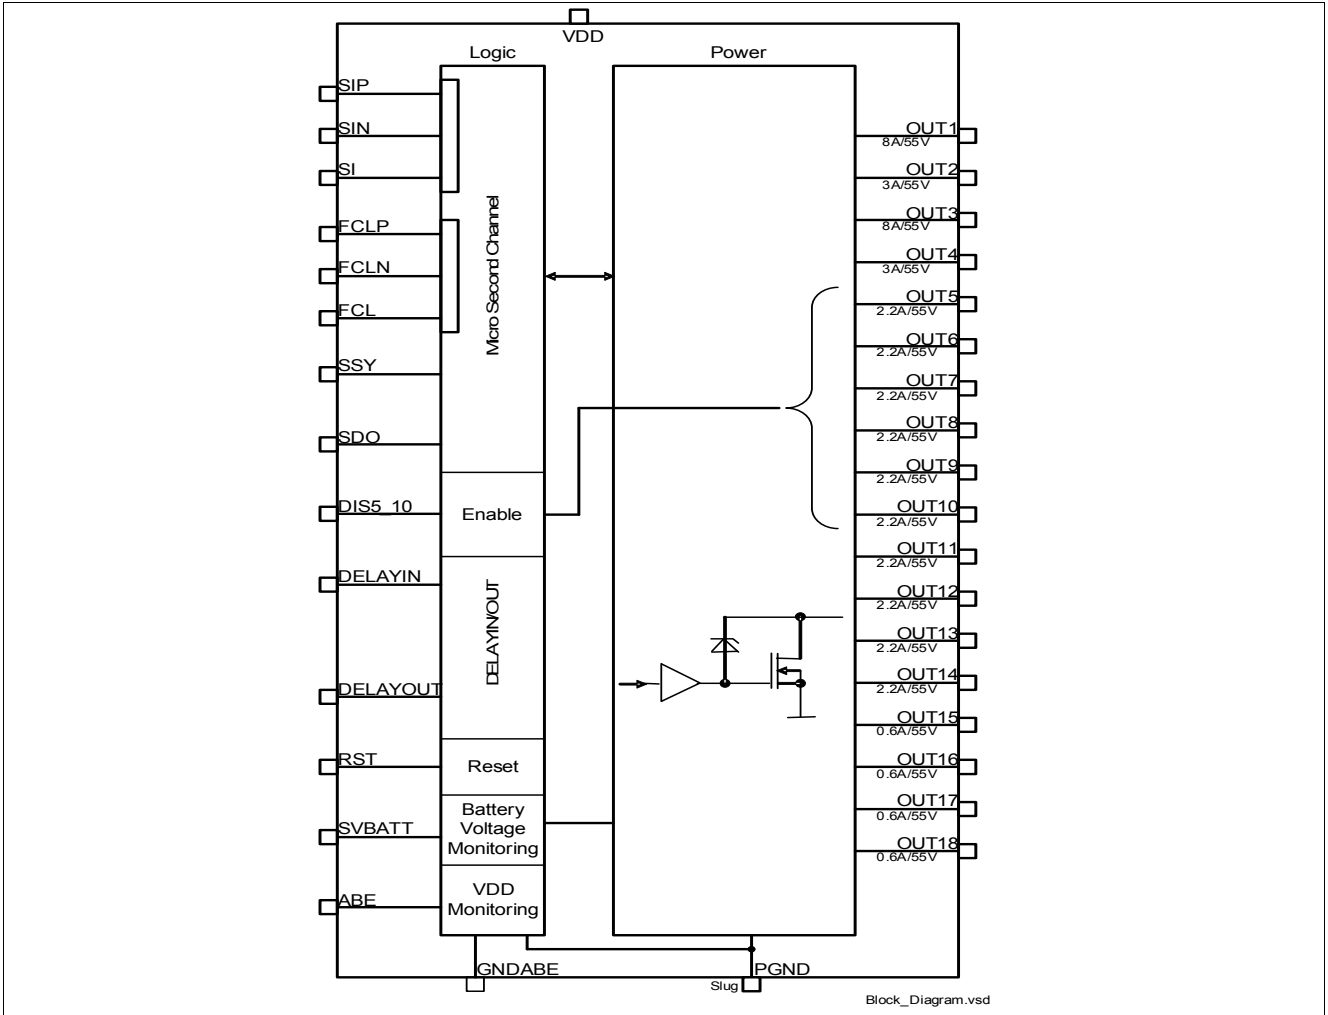 VDD
Logic
Power
SIP
SIN
SI
FCLP
FCLN
FCL
SSY
SDO
DIS5_10
DELAYIN
DELAYOUT
RST
SVBATT
ABE
Micro Second Channel
Enable
DELAYIN/OUT
Reset
Battery
Voltage
Monitoring
VDD
Monitoring
OUT1
8A/55V
OUT2
3A/55V
OUT3
8A/55V
OUT4
3A/55V
OUT5
2.2A/55V
OUT6
2.2A/55V
OUT7
2.2A/55V
OUT8
2.2A/55V
OUT9
2.2A/55V
OUT10
2.2A/55V
OUT11
2.2A/55V
OUT12
2.2A/55V
OUT13
2.2A/55V
OUT14
2.2A/55V
OUT15
0.6A/55V
OUT16
0.6A/55V
OUT17
0.6A/55V
OUT18
0.6A/55V
GNDABE
PGND
Slug
Block_Diagram.vsd